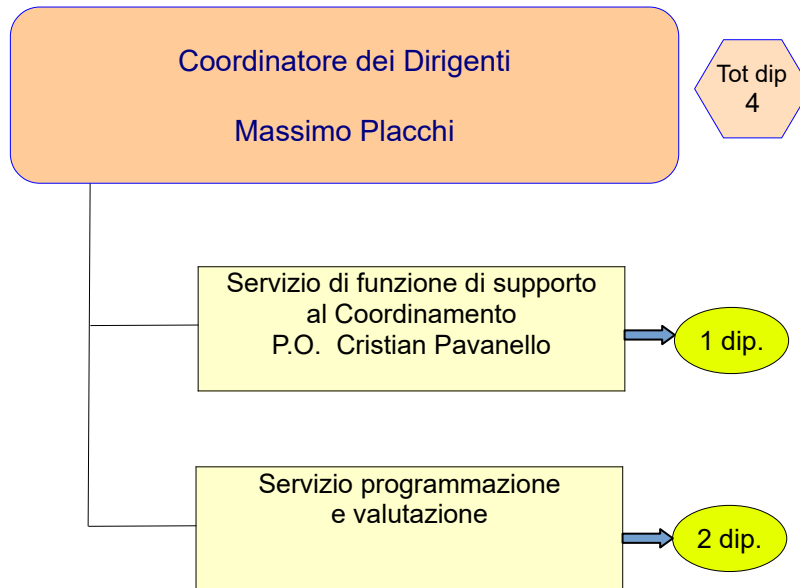 Coordinatore dei Dirigenti
Massimo Placchi
Tot dip
4
Servizio di funzione di supporto
al Coordinamento
P.O. Cristian Pavanello
1 dip.
Servizio programmazione
e valutazione
2 dip.